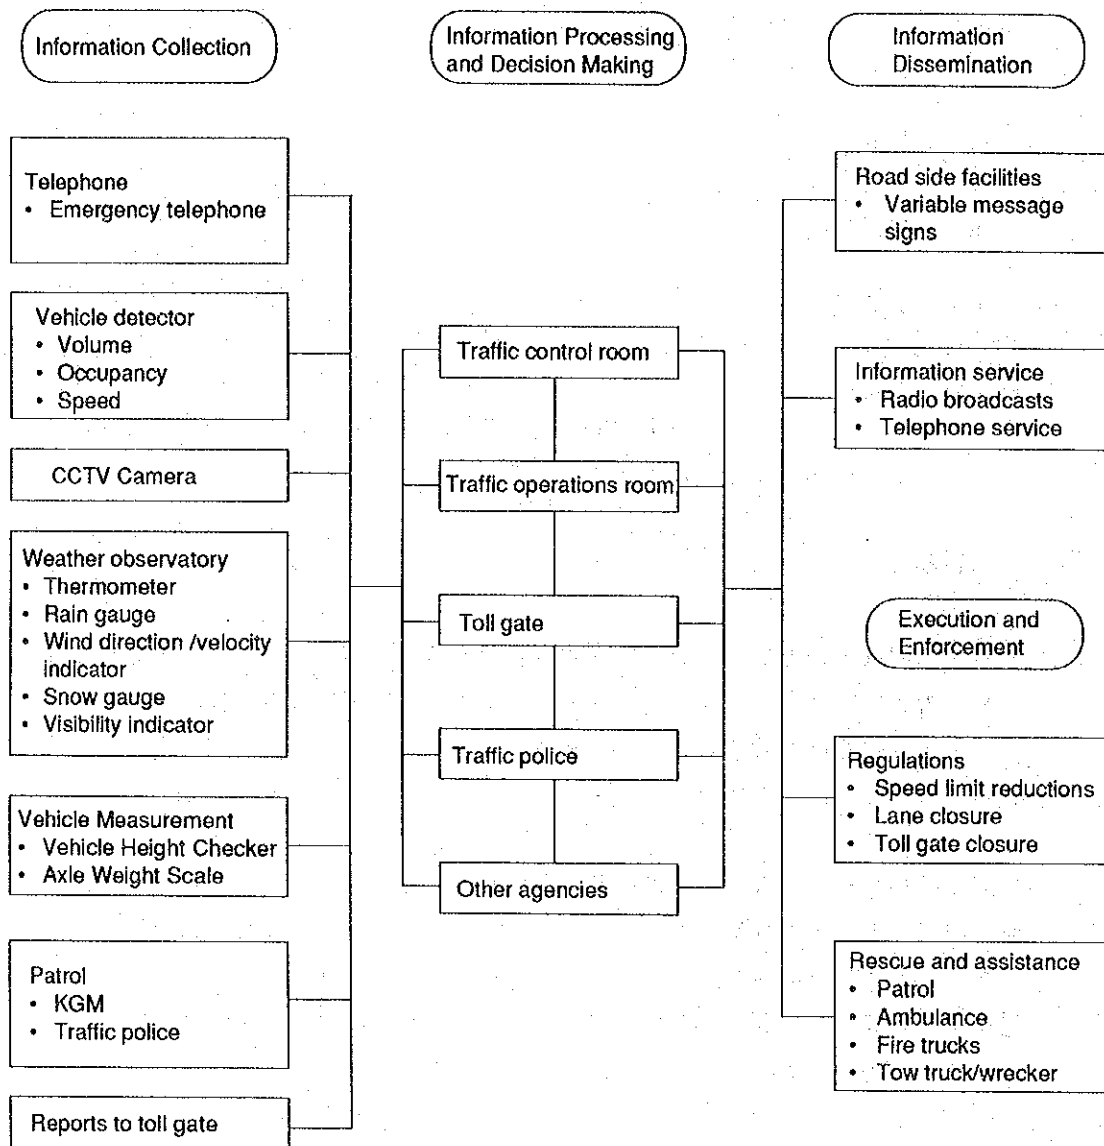 Information Collection
Information Processing
and Decision Making
Information
Dissemination
Telephone
• Emergency telephone
Vehicle detector
• Volume
• Occupancy
• Speed
CCTV Camera
Weather observatory
• Thermometer
• Rain gauge
• Wind direction /velocity
indicator
• Snow gauge
• Visibility indicator
Vehicle Measurement
• Vehicle Height Checker
• Axle Weight Scale
Patrol
• KGM
• Traffic police
Reports to toll gate
Traffic control room
Traffic operations room
Toll gate
Traffic police
Other agencies
Road side facilities
• Variable message
signs
Information service
• Radio broadcasts
• Telephone service
Execution and
Enforcement
Regulations
• Speed limit reductions
• Lane closure
• Toll gate closure
Rescue and assistance
• Patrol
• Ambulance
• Fire trucks
• Tow truck/wrecker